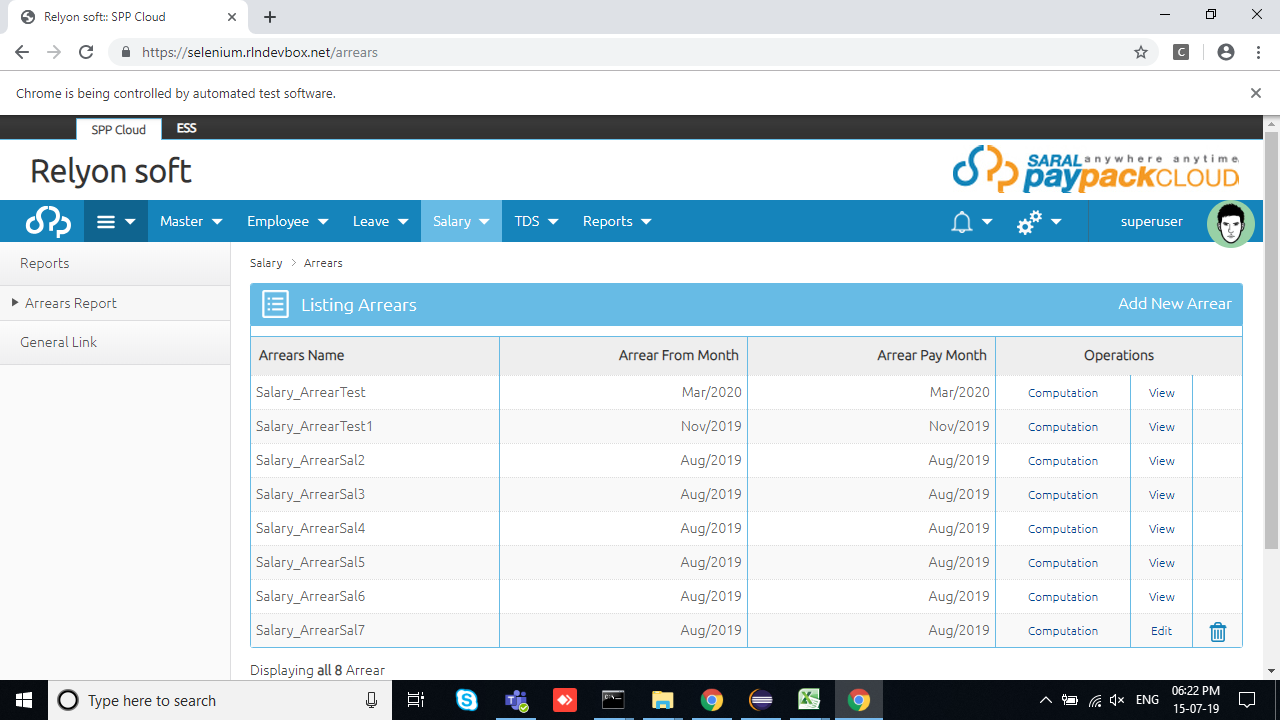 Relyon soft:: SPP Cloud
https://selenium.rlndevbox.net/arrears
C
Chrome is being controlled by automated test software.
SPP Cloud ESS
Relyon soft
SARAL anywhere anytime
paypackCLOUD
Master Employee Leave Salary TDS Reports superuser
Reports
Arrears Report
General Link
Salary > Arrears
Listing Arrears Add New Arrear
Arrears Name Arrear From Month Arrear Pay Month Operations
Salary_ArrearTest Mar/2020 Mar/2020 Computation View
Salary_ArrearTest1 Nov/2019 Nov/2019 Computation View
Salary_ArrearSal2 Aug/2019 Aug/2019 Computation View
Salary_ArrearSal3 Aug/2019 Aug/2019 Computation View
Salary_ArrearSal4 Aug/2019 Aug/2019 Computation View
Salary_ArrearSal5 Aug/2019 Aug/2019 Computation View
Salary_ArrearSal6 Aug/2019 Aug/2019 Computation View
Salary_ArrearSal7 Aug/2019 Aug/2019 Computation Edit
Displaying all 8 Arrear
Type here to search
ENG
06:22 PM
15-07-19